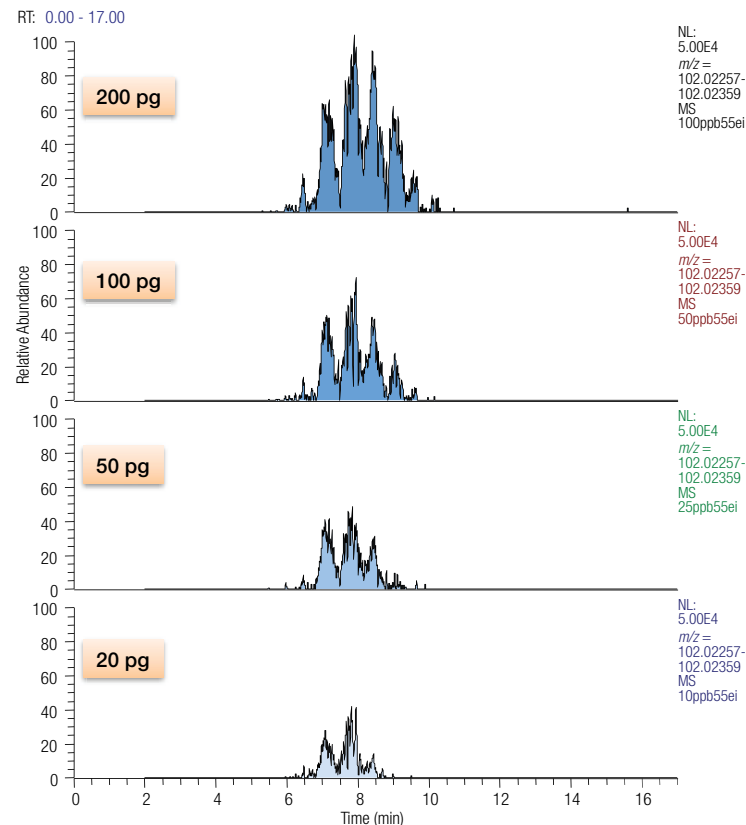 RT: 0.00 - 17.00
Relative Abundance
100
80
60
40
20
0
200 pg
NL:
5.00E4
m/z =
102.02257-
102.02359
MS
100ppb55ei
100
80
60
40
20
0
100 pg
NL:
5.00E4
m/z =
102.02257-
102.02359
MS
50ppb55ei
100
80
60
40
20
0
50 pg
NL:
5.00E4
m/z =
102.02257-
102.02359
MS
25ppb55ei
100
80
60
40
20
0
20 pg
NL:
5.00E4
m/z =
102.02257-
102.02359
MS
10ppb55ei
0 2 4 6 8 10 12 14 16
Time (min)